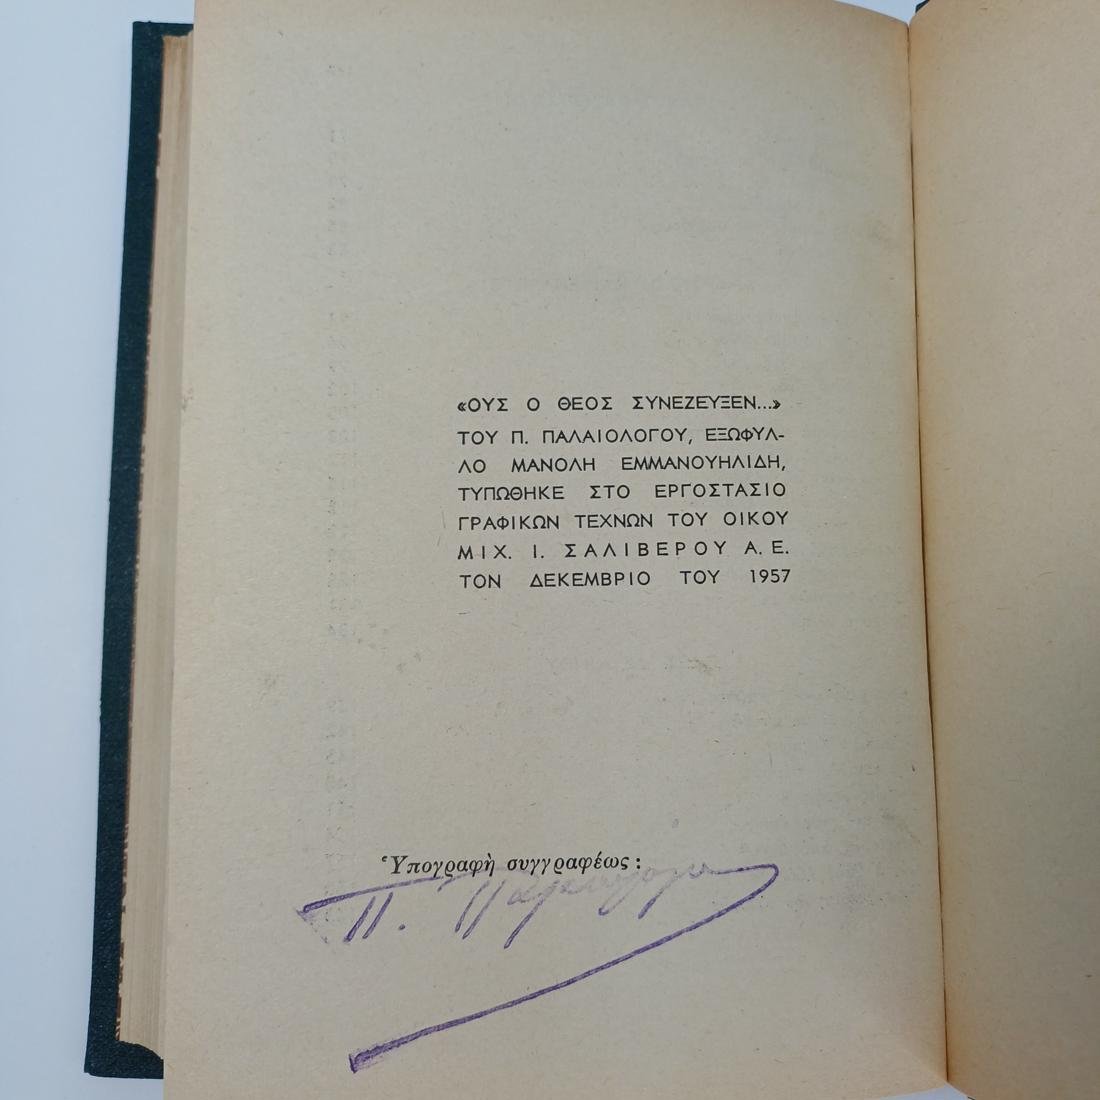 «ΟΥΣ Ο ΘΕΟΣ ΣΥΝΕΖΕΥΞΕΝ...»
ΤΟΥ Π. ΠΑΛΑΙΟΛΟΓΟΥ, ΕΞΩΦΥΛ-
ΛΟ ΜΑΝΟΛΗ ΕΜΜΑΝΟΥΗΛΙΔΗ,
ΤΥΠΩΘΗΚΕ ΣΤΟ ΕΡΓΟΣΤΑΣΙΟ
ΓΡΑΦΙΚΩΝ ΤΕΧΝΩΝ ΤΟΥ ΟΙΚΟΥ
ΜΙΧ. Ι. ΣΑΛΙΒΕΡΟΥ Α. Ε.
ΤΟΝ ΔΕΚΕΜΒΡΙΟ ΤΟΥ 1957
Ὑπογραφὴ συγγραφέως:
Π.